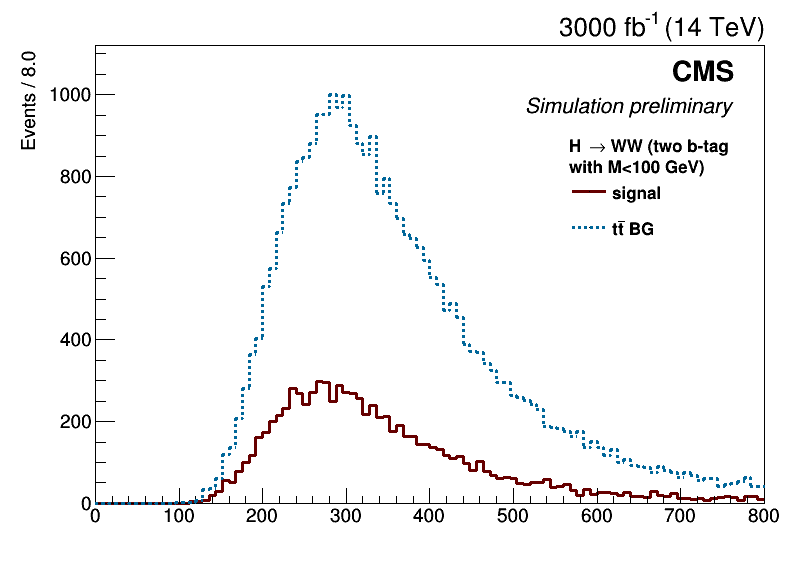 3000 fb⁻¹ (14 TeV)
Events / 8.0
CMS
Simulation preliminary
H → WW (two b-tag
with M<100 GeV)
signal
tt̄ BG
1000
800
600
400
200
0
0 100 200 300 400 500 600 700 800